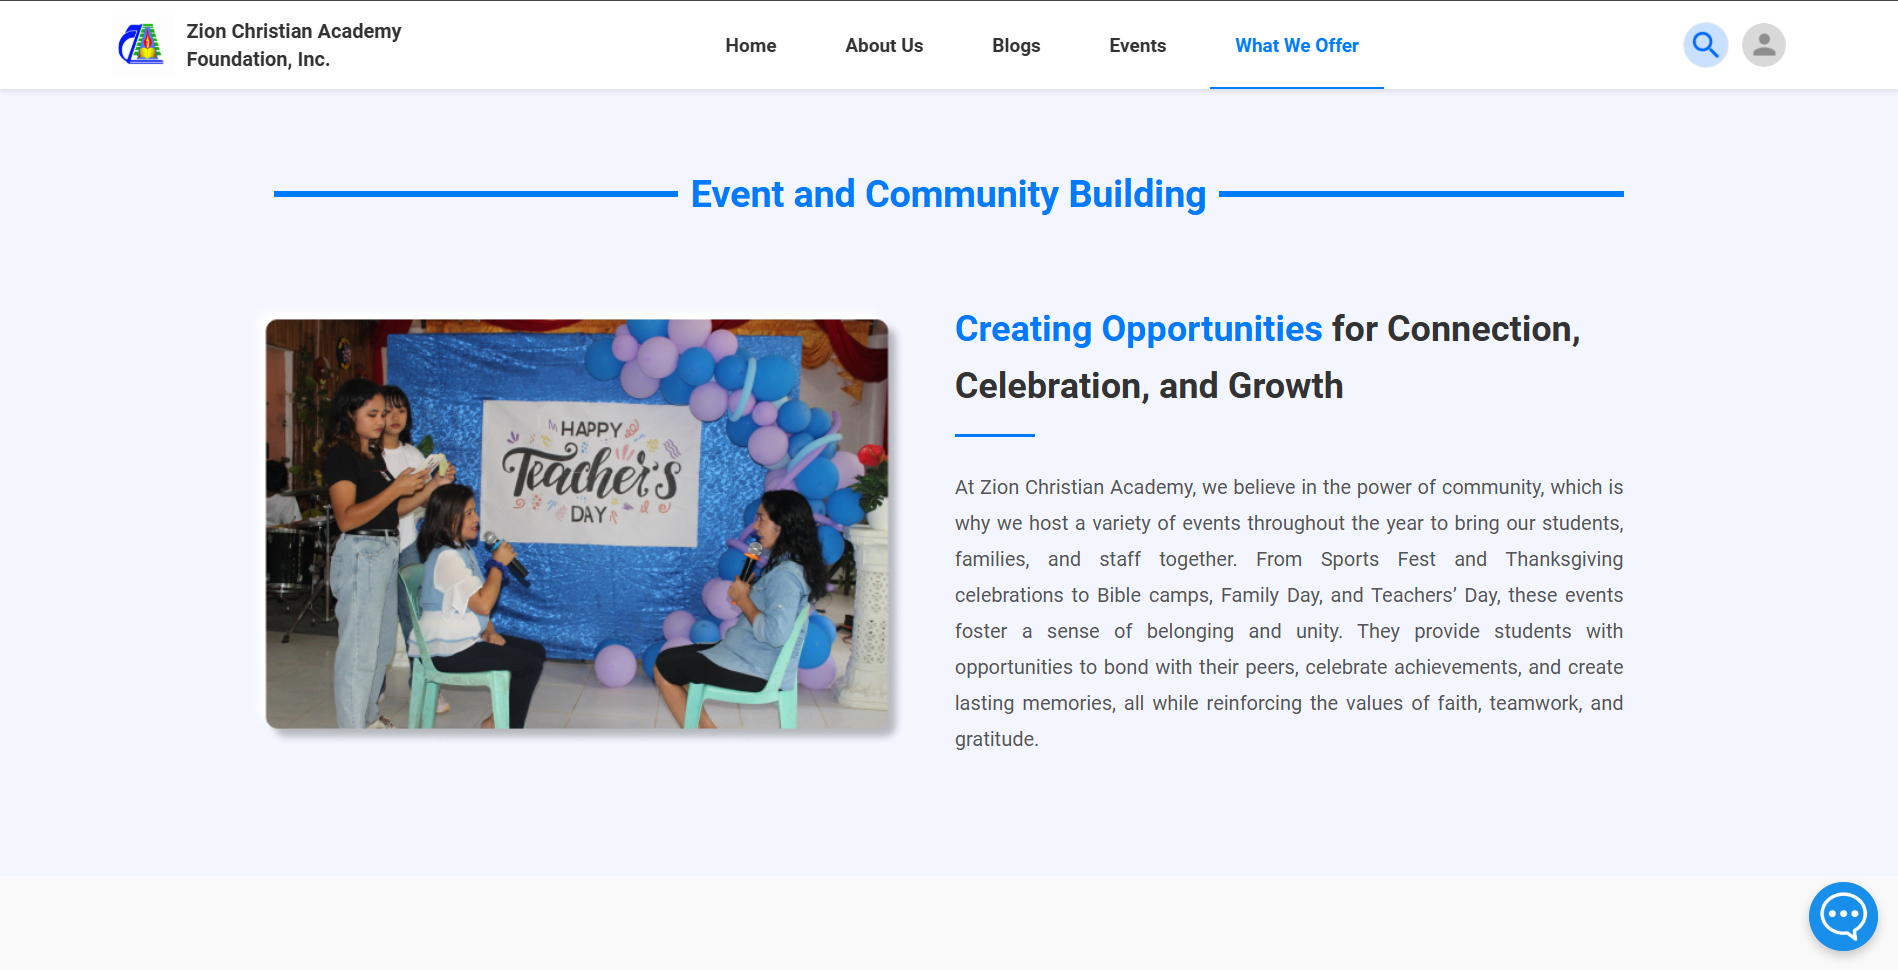 Zion Christian Academy
Foundation, Inc.
Home
About Us
Blogs
Events
What We Offer
Event and Community Building
HAPPY
Teacher's
DAY
Creating Opportunities for Connection,
Celebration, and Growth
At Zion Christian Academy, we believe in the power of community, which is
why we host a variety of events throughout the year to bring our students,
families, and staff together. From Sports Fest and Thanksgiving
celebrations to Bible camps, Family Day, and Teachers’ Day, these events
foster a sense of belonging and unity. They provide students with
opportunities to bond with their peers, celebrate achievements, and create
lasting memories, all while reinforcing the values of faith, teamwork, and
gratitude.